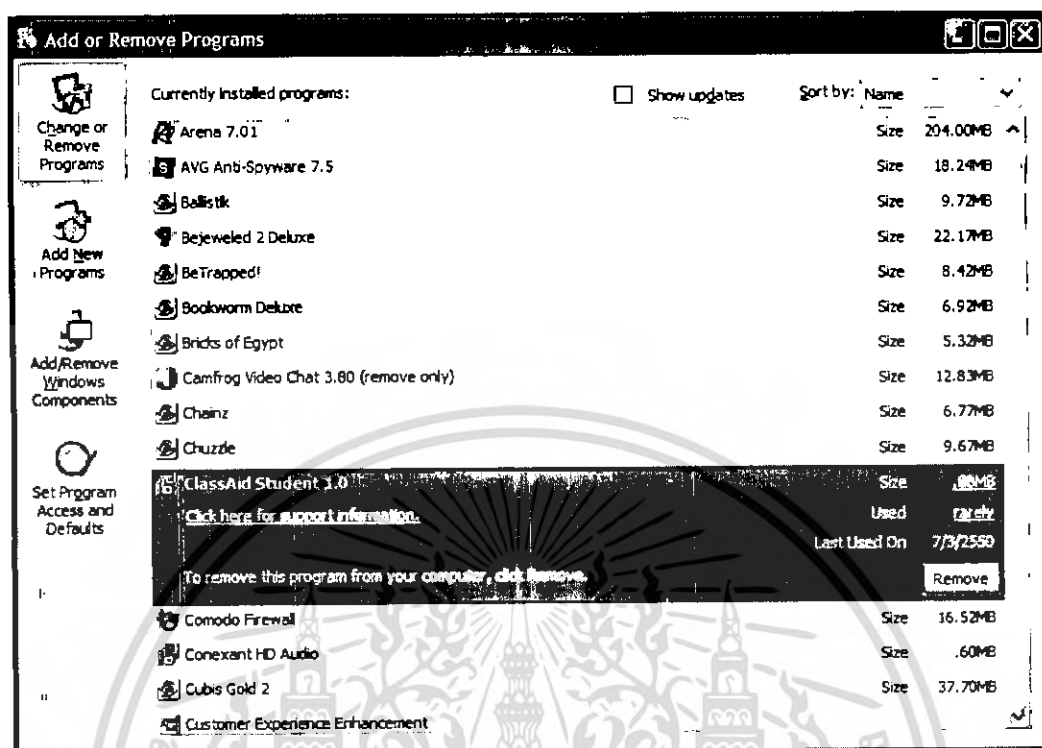 Add or Remove Programs
Change or Remove Programs
Add New Programs
Add/Remove Windows Components
Set Program Access and Defaults
Currently installed programs:
Show updates
Sort by: Name
Arena 7.01 Size 204.00MB
AVG Anti-Spyware 7.5 Size 18.24MB
Ballistik Size 9.72MB
Bejeweled 2 Deluxe Size 22.17MB
BeTrapped! Size 8.42MB
Bookworm Deluxe Size 6.92MB
Bricks of Egypt Size 5.32MB
Camfrog Video Chat 3.80 (remove only) Size 12.83MB
Chainz Size 6.77MB
Chuzzle Size 9.67MB
ClassAid Student 1.0 Size
Click here for support information. Used rarely
Last Used On 7/3/2550
To remove this program from your computer, click Remove. Remove
Comodo Firewall Size 16.52MB
Conexant HD Audio Size .60MB
Cubis Gold 2 Size 37.70MB
Customer Experience Enhancement